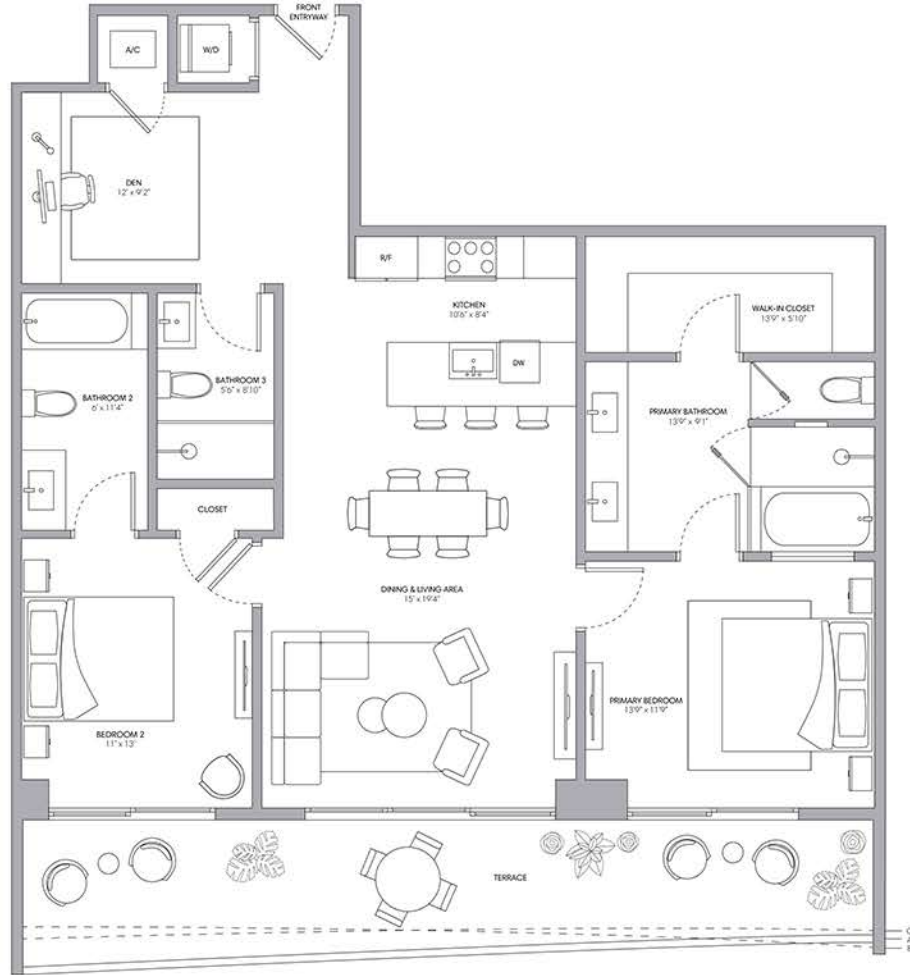 FRONT
ENTRYWAY
A/C
W/D
DEN
12' x 9'2"
R/F
KITCHEN
10'6" x 8'4"
WALK-IN CLOSET
13'9" x 5'10"
DW
BATHROOM 3
5'6" x 8'10"
BATHROOM 2
6' x 11'4"
PRIMARY BATHROOM
13'9" x 9'1"
CLOSET
DINING & LIVING AREA
15' x 19'4"
PRIMARY BEDROOM
13'9" x 11'9"
BEDROOM 2
11' x 13'
TERRACE